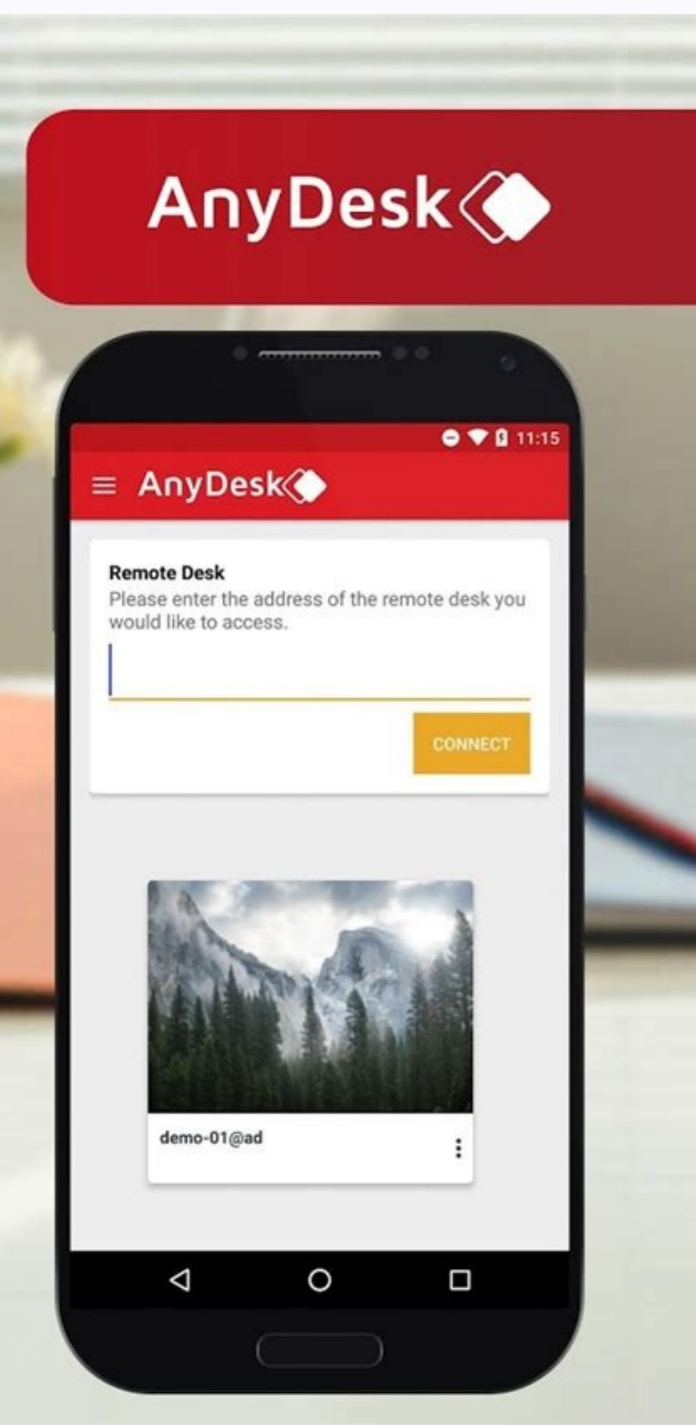 AnyDesk
11:15
AnyDesk
Remote Desk
Please enter the address of the remote desk you
would like to access.
CONNECT
demo-01@ad